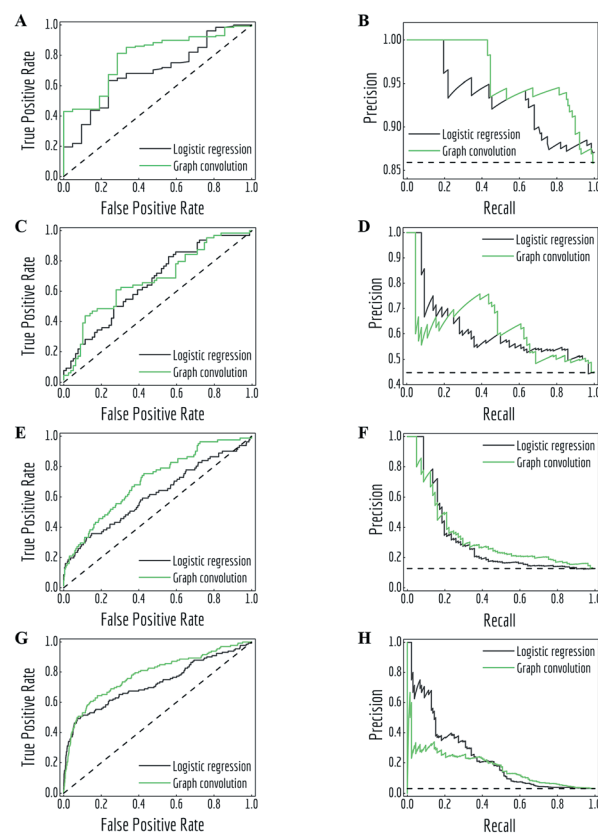 A
True Positive Rate
1.0
0.8
0.6
0.4
0.2
0.0
Logistic regression
Graph convolution
0.0 0.2 0.4 0.6 0.8 1.0
False Positive Rate
B
Precision
1.00
0.95
0.90
0.85
Logistic regression
Graph convolution
0.0 0.2 0.4 0.6 0.8 1.0
Recall
C
True Positive Rate
1.0
0.8
0.6
0.4
0.2
0.0
Logistic regression
Graph convolution
0.0 0.2 0.4 0.6 0.8 1.0
False Positive Rate
D
Precision
1.0
0.9
0.8
0.7
0.6
0.5
0.4
Logistic regression
Graph convolution
0.0 0.2 0.4 0.6 0.8 1.0
Recall
E
True Positive Rate
1.0
0.8
0.6
0.4
0.2
0.0
Logistic regression
Graph convolution
0.0 0.2 0.4 0.6 0.8 1.0
False Positive Rate
F
Precision
1.0
0.8
0.6
0.4
0.2
0.0
Logistic regression
Graph convolution
0.0 0.2 0.4 0.6 0.8 1.0
Recall
G
True Positive Rate
1.0
0.8
0.6
0.4
0.2
0.0
Logistic regression
Graph convolution
0.0 0.2 0.4 0.6 0.8 1.0
False Positive Rate
H
Precision
1.0
0.8
0.6
0.4
0.2
0.0
Logistic regression
Graph convolution
0.0 0.2 0.4 0.6 0.8 1.0
Recall